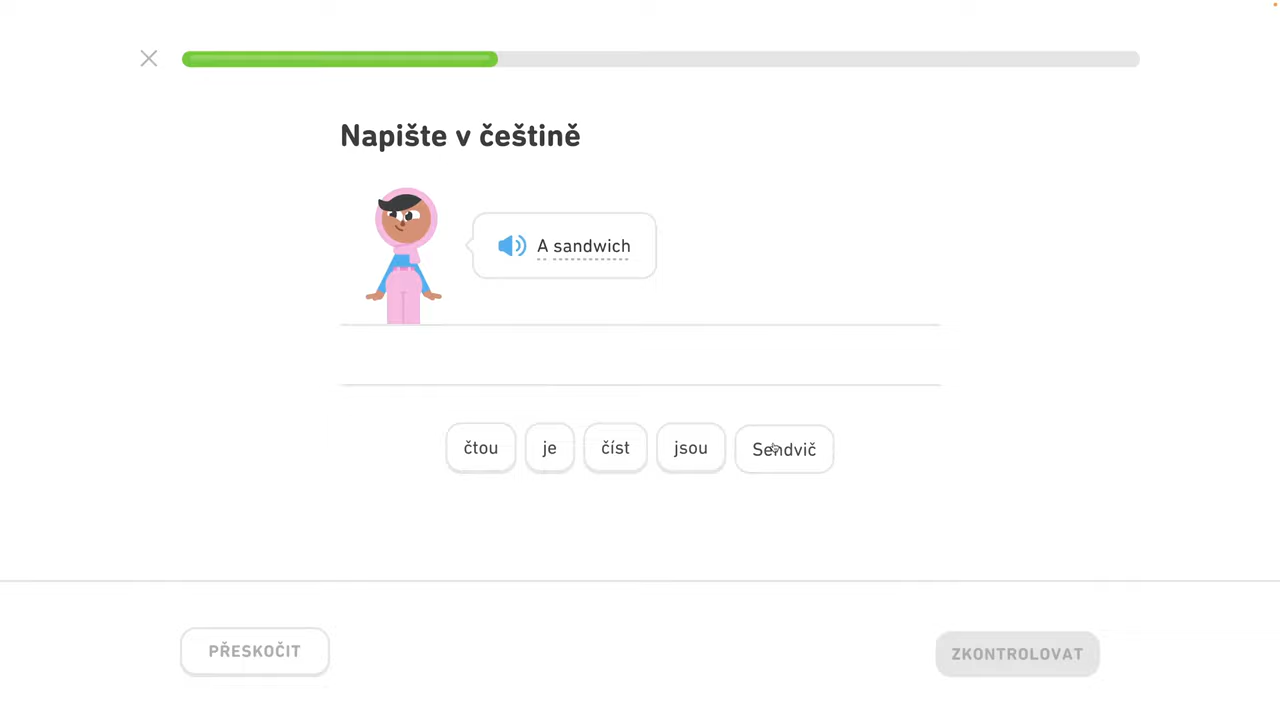 Napište v češtině
A sandwich
čtou je číst jsou Sendvič
PŘESKOČIT ZKONTROLOVAT